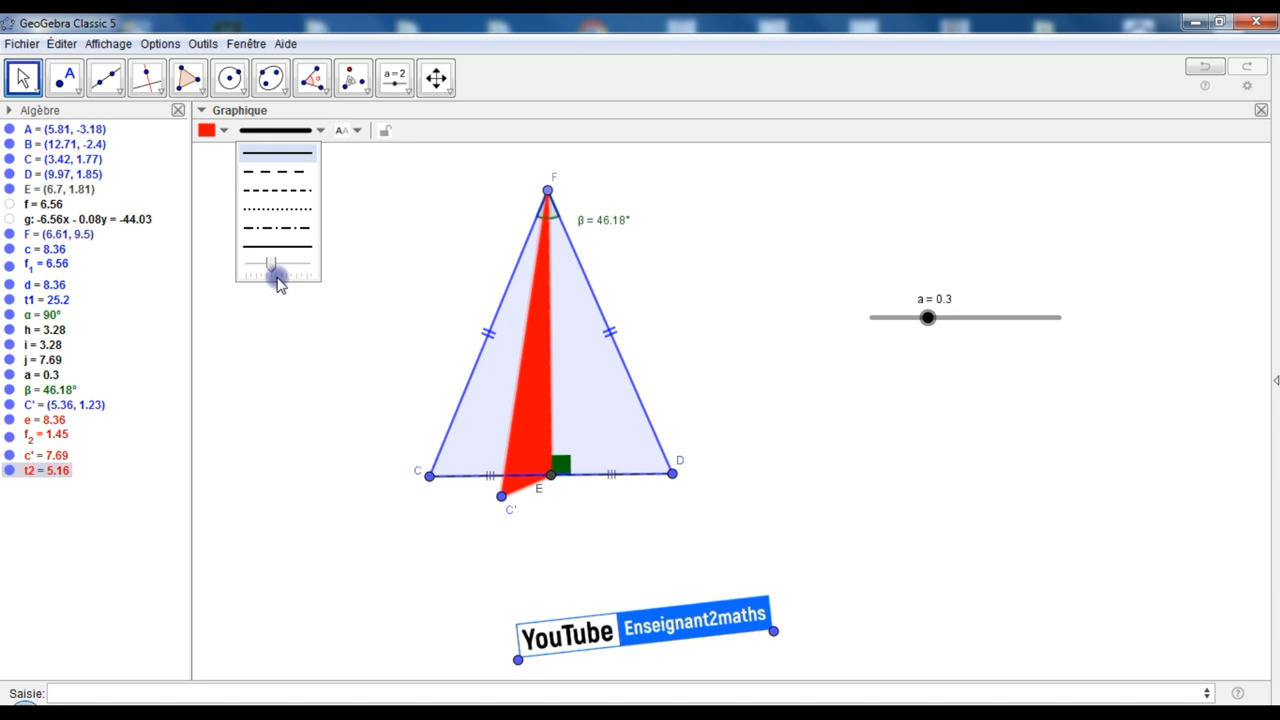 GeoGebra Classic 5
Fichier Éditer Affichage Options Outils Fenêtre Aide
A
α
a = 2
Algèbre
Graphique
AA
A = (5.81, -3.18)
B = (12.71, -2.4)
C = (3.42, 1.77)
D = (9.97, 1.85)
E = (6.7, 1.81)
f = 6.56
g: -6.56x - 0.08y = -44.03
F = (6.61, 9.5)
c = 8.36
f₁ = 6.56
d = 8.36
t1 = 25.2
α = 90°
h = 3.28
i = 3.28
j = 7.69
a = 0.3
β = 46.18°
C' = (5.36, 1.23)
e = 8.36
f₂ = 1.45
c' = 7.69
t2 = 5.16
F
β = 46.18°
a = 0.3
C
D
E
C'
YouTube Enseignant2maths
Saisie: